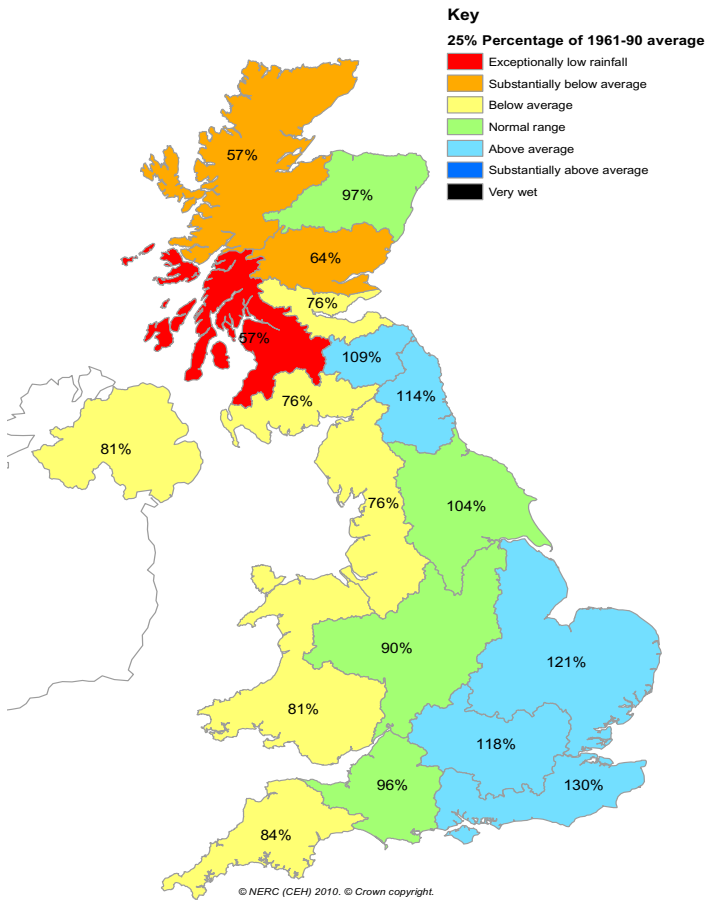 Key
25% Percentage of 1961-90 average
Exceptionally low rainfall
Substantially below average
Below average
Normal range
Above average
Substantially above average
Very wet
57%
97%
64%
76%
57%
109%
114%
76%
81%
76%
104%
90%
121%
81%
118%
96%
130%
84%
© NERC (CEH) 2010. © Crown copyright.